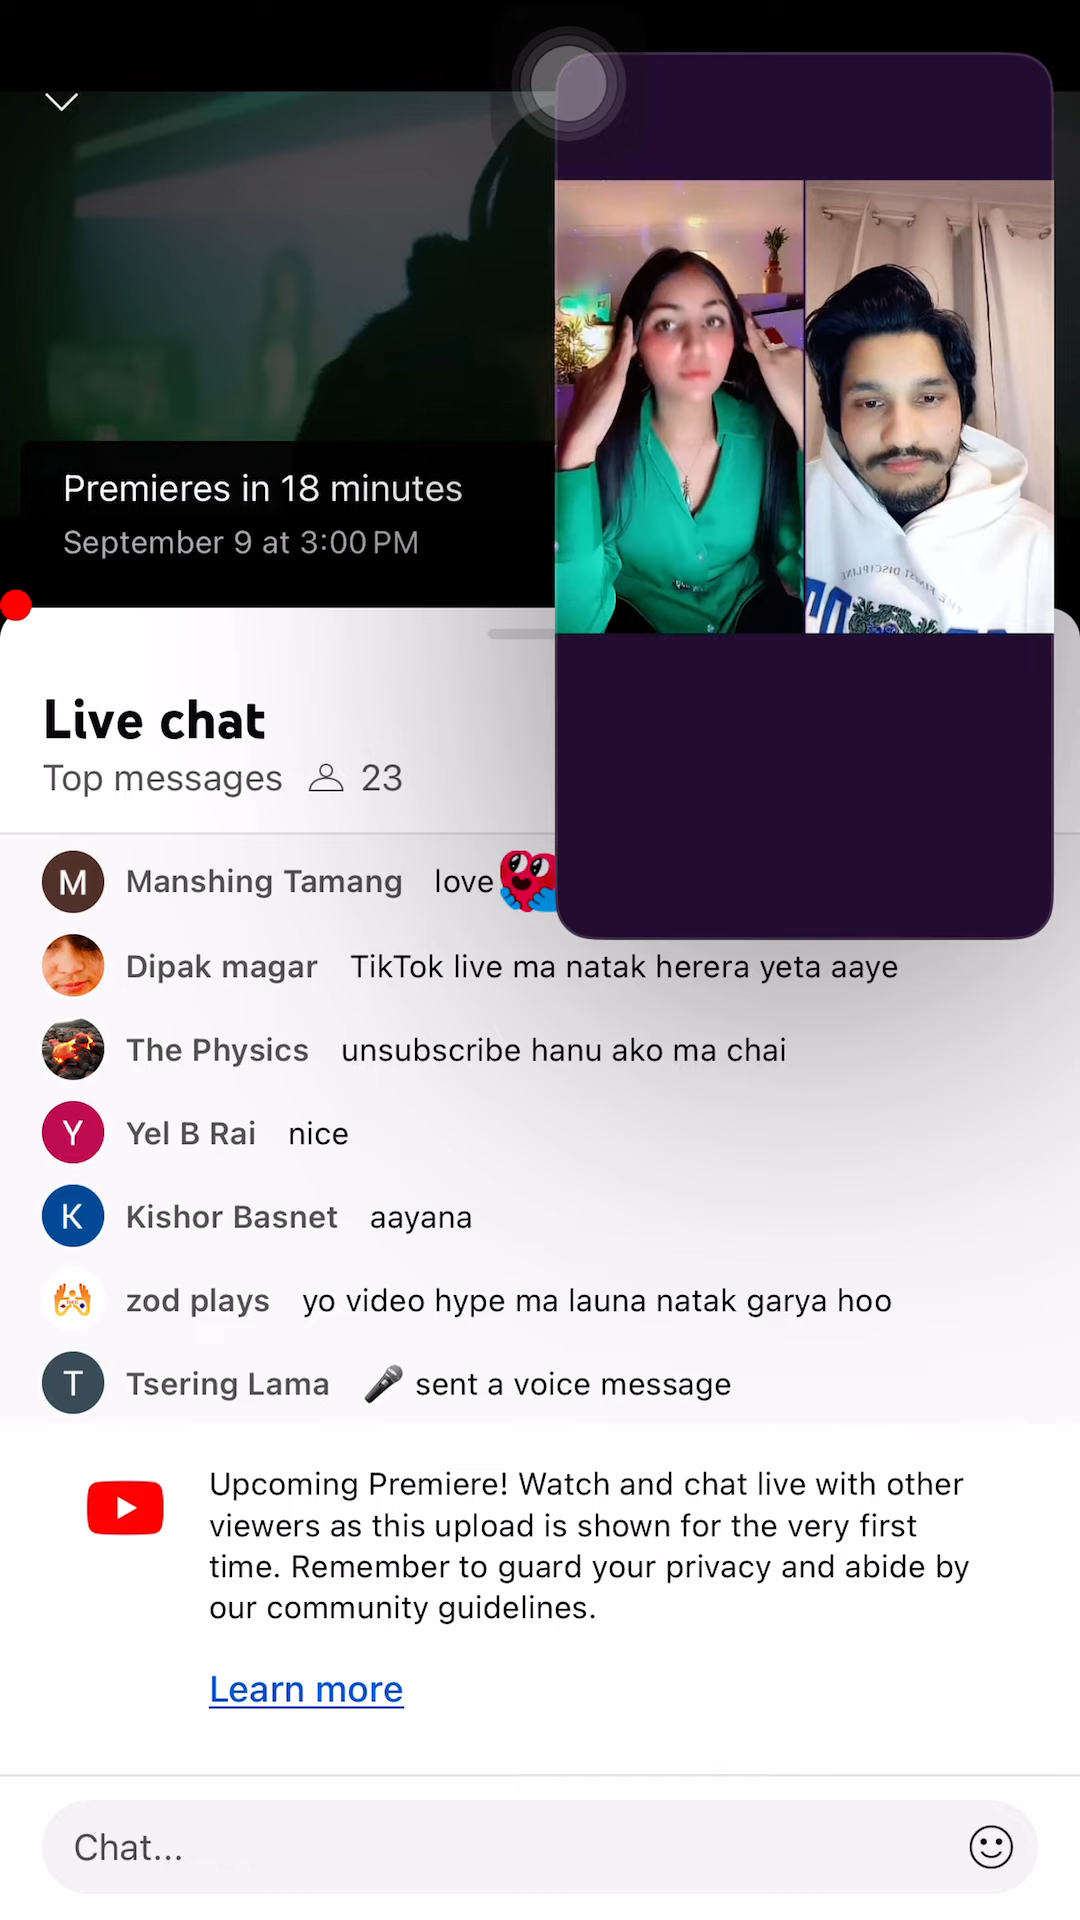 Premieres in 18 minutes
September 9 at 3:00 PM
Live chat
Top messages 23
M Manshing Tamang love
Dipak magar TikTok live ma natak herera yeta aaye
The Physics unsubscribe hanu ako ma chai
Y Yel B Rai nice
K Kishor Basnet aayana
zod plays yo video hype ma launa natak garya hoo
T Tsering Lama sent a voice message
Upcoming Premiere! Watch and chat live with other
viewers as this upload is shown for the very first
time. Remember to guard your privacy and abide by
our community guidelines.
Learn more
Chat...